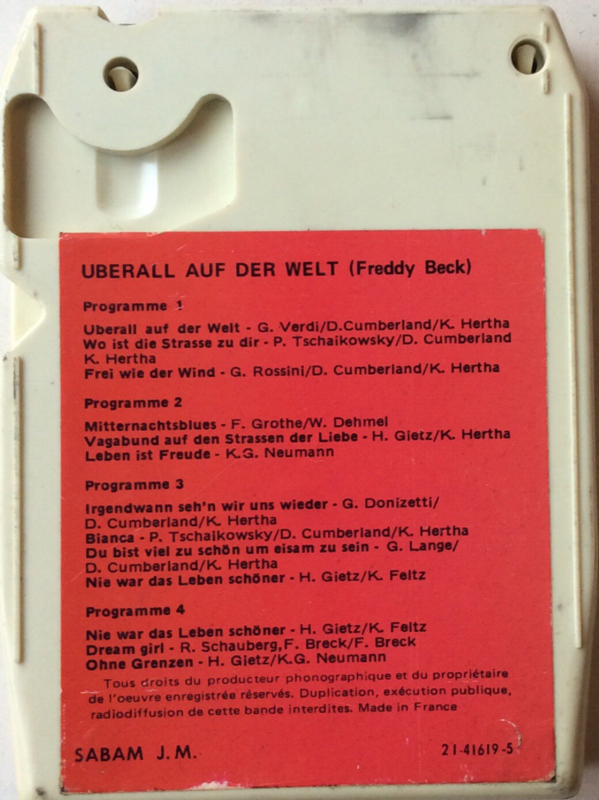 UBERALL AUF DER WELT (Freddy Beck)
Programme 1
Uberall auf der Welt - G. Verdi/D.Cumberland/K. Hertha
Wo ist die Strasse zu dir - P. Tschaikowsky/D. Cumberland
K. Hertha
Frei wie der Wind - G. Rossini/D. Cumberland/K. Hertha
Programme 2
Mitternachtsblues - F. Grothe/W. Dehmel
Vagabund auf den Strassen der Liebe - H. Gietz/K. Hertha
Leben ist Freude - K.G. Neumann
Programme 3
Irgendwann seh'n wir uns wieder - G. Donizetti/
D. Cumberland/K. Hertha
Bianca - P. Tschaikowsky/D. Cumberland/K. Hertha
Du bist viel zu schön um eisam zu sein - G. Lange/
D. Cumberland/K. Hertha
Nie war das Leben schöner - H. Gietz/K. Feltz
Programme 4
Nie war das Leben schöner - H. Gietz/K. Feltz
Dream girl - R. Schauberg,F. Breck/F. Breck
Ohne Grenzen - H. Gietz/K.G. Neumann
Tous droits du producteur phonographique et du propriétaire
de l'oeuvre enregistrée réservés. Duplication, exécution publique,
radiodiffusion de cette bande interdites. Made in France
SABAM J.M. 21-41619-5